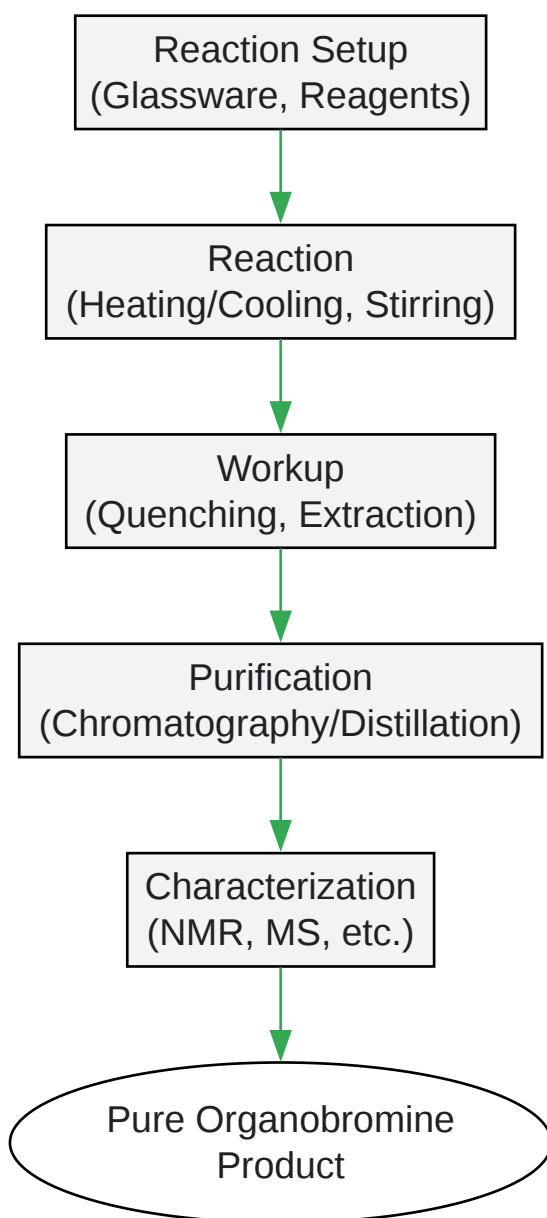 Reaction Setup
(Glassware, Reagents)
Reaction
(Heating/Cooling, Stirring)
Workup
(Quenching, Extraction)
Purification
(Chromatography/Distillation)
Characterization
(NMR, MS, etc.)
Pure Organobromine
Product